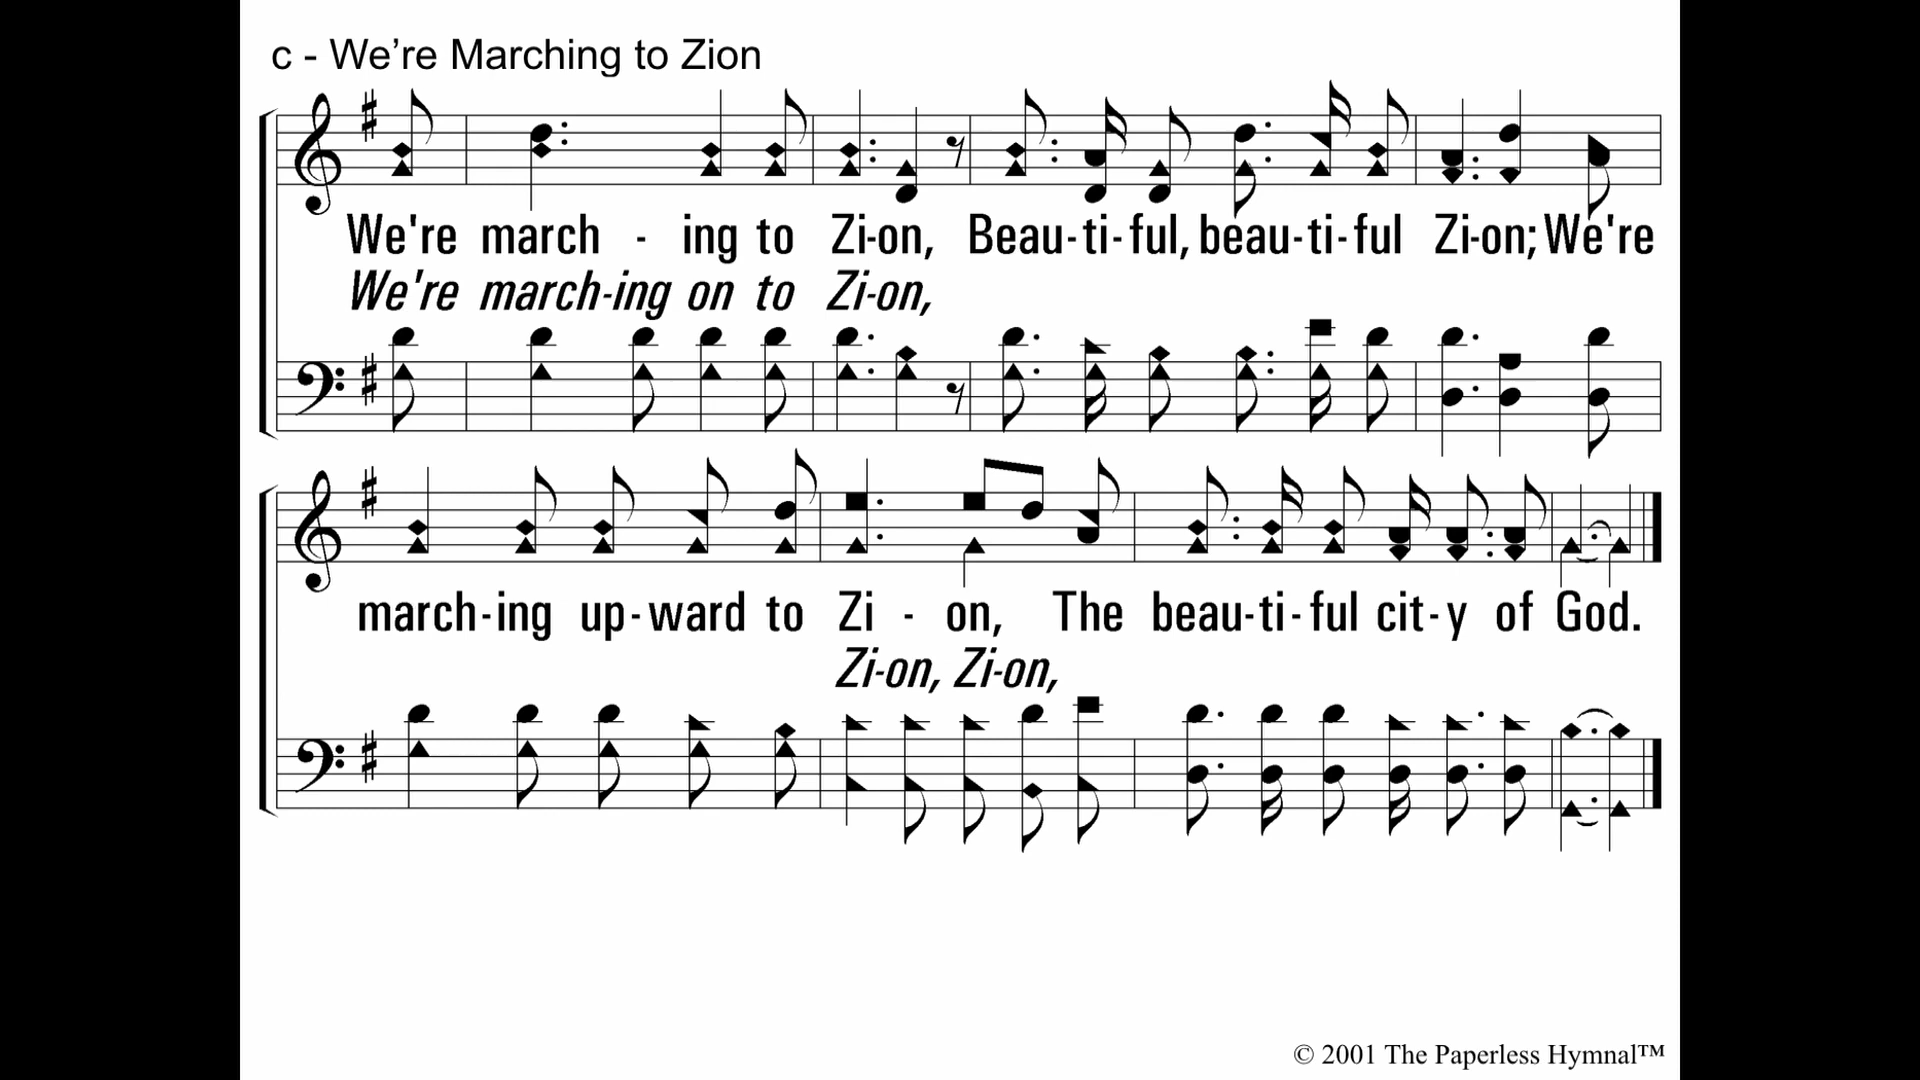 c - We’re Marching to Zion
We're march - ing to Zi-on, Beau-ti-ful, beau-ti-ful Zi-on; We're
We're march-ing on to Zi-on,
march-ing up-ward to Zi - on, The beau-ti-ful cit-y of God.
Zi-on, Zi-on,
© 2001 The Paperless Hymnal™